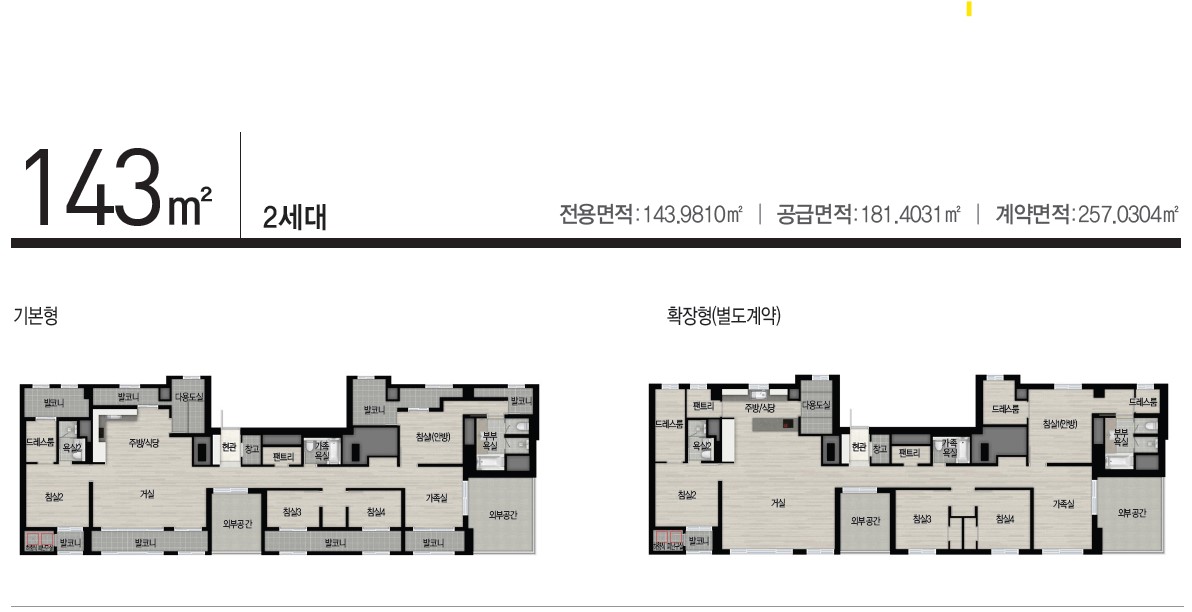 143㎡
2세대
전용면적:143.9810㎡ | 공급면적:181.4031㎡ | 계약면적:257.0304㎡
기본형
확장형(별도계약)
발코니
발코니
다용도실
발코니
발코니
드레스룸
욕실2
주방/식당
현관
창고
팬트리
가족
욕실
침실1(안방)
부부
욕실
침실2
거실
외부공간
침실3
침실4
가족실
외부공간
발코니
발코니
발코니
발코니
드레스룸
팬트리
주방/식당
다용도실
드레스룸
침실1(안방)
드레스룸
욕실2
현관
창고
팬트리
가족
욕실
부부
욕실
침실2
거실
외부공간
침실3
침실4
가족실
외부공간
발코니